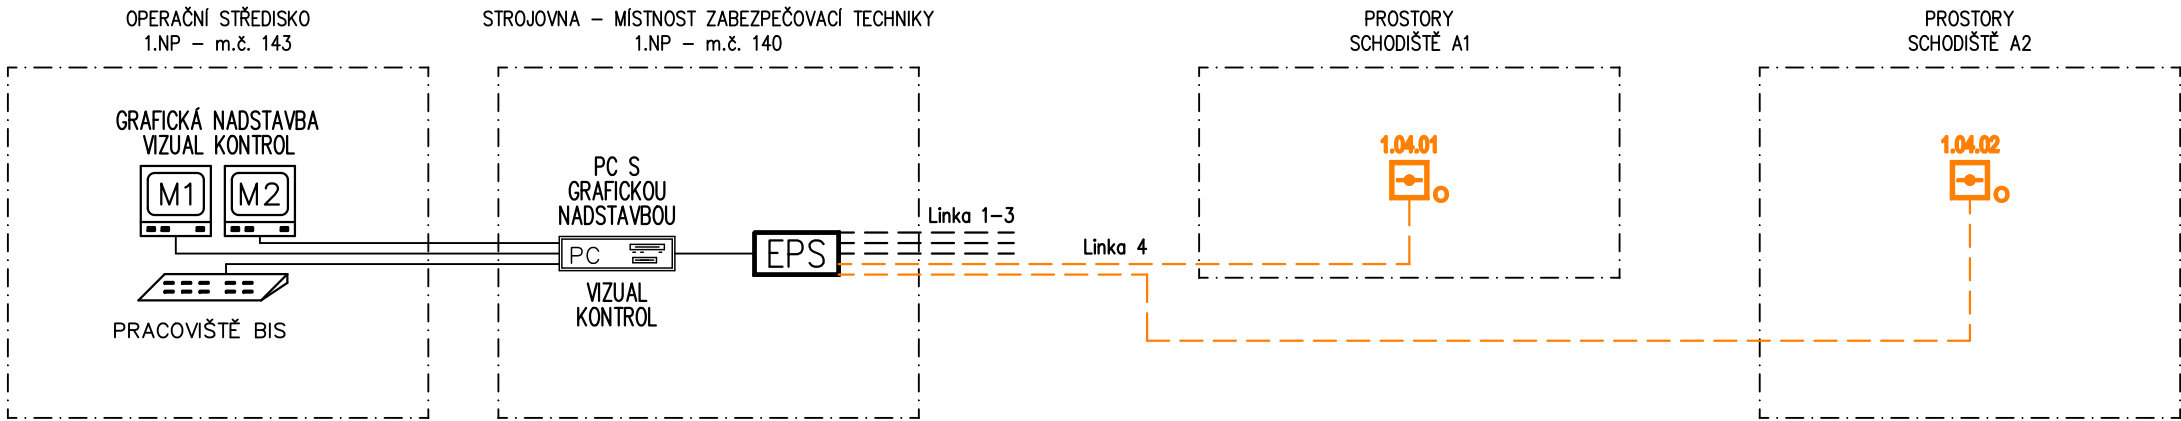 OPERAČNÍ STŘEDISKO
1.NP – m.č. 143
STROJOVNA – MÍSTNOST ZABEZPEČOVACÍ TECHNIKY
1.NP – m.č. 140
PROSTORY
SCHODIŠTĚ A1
PROSTORY
SCHODIŠTĚ A2
GRAFICKÁ NADSTAVBA
VIZUAL KONTROL
M1
M2
PRACOVIŠTĚ BIS
PC S
GRAFICKOU
NADSTAVBOU
PC
VIZUAL
KONTROL
EPS
Linka 1–3
Linka 4
1.04.01
1.04.02